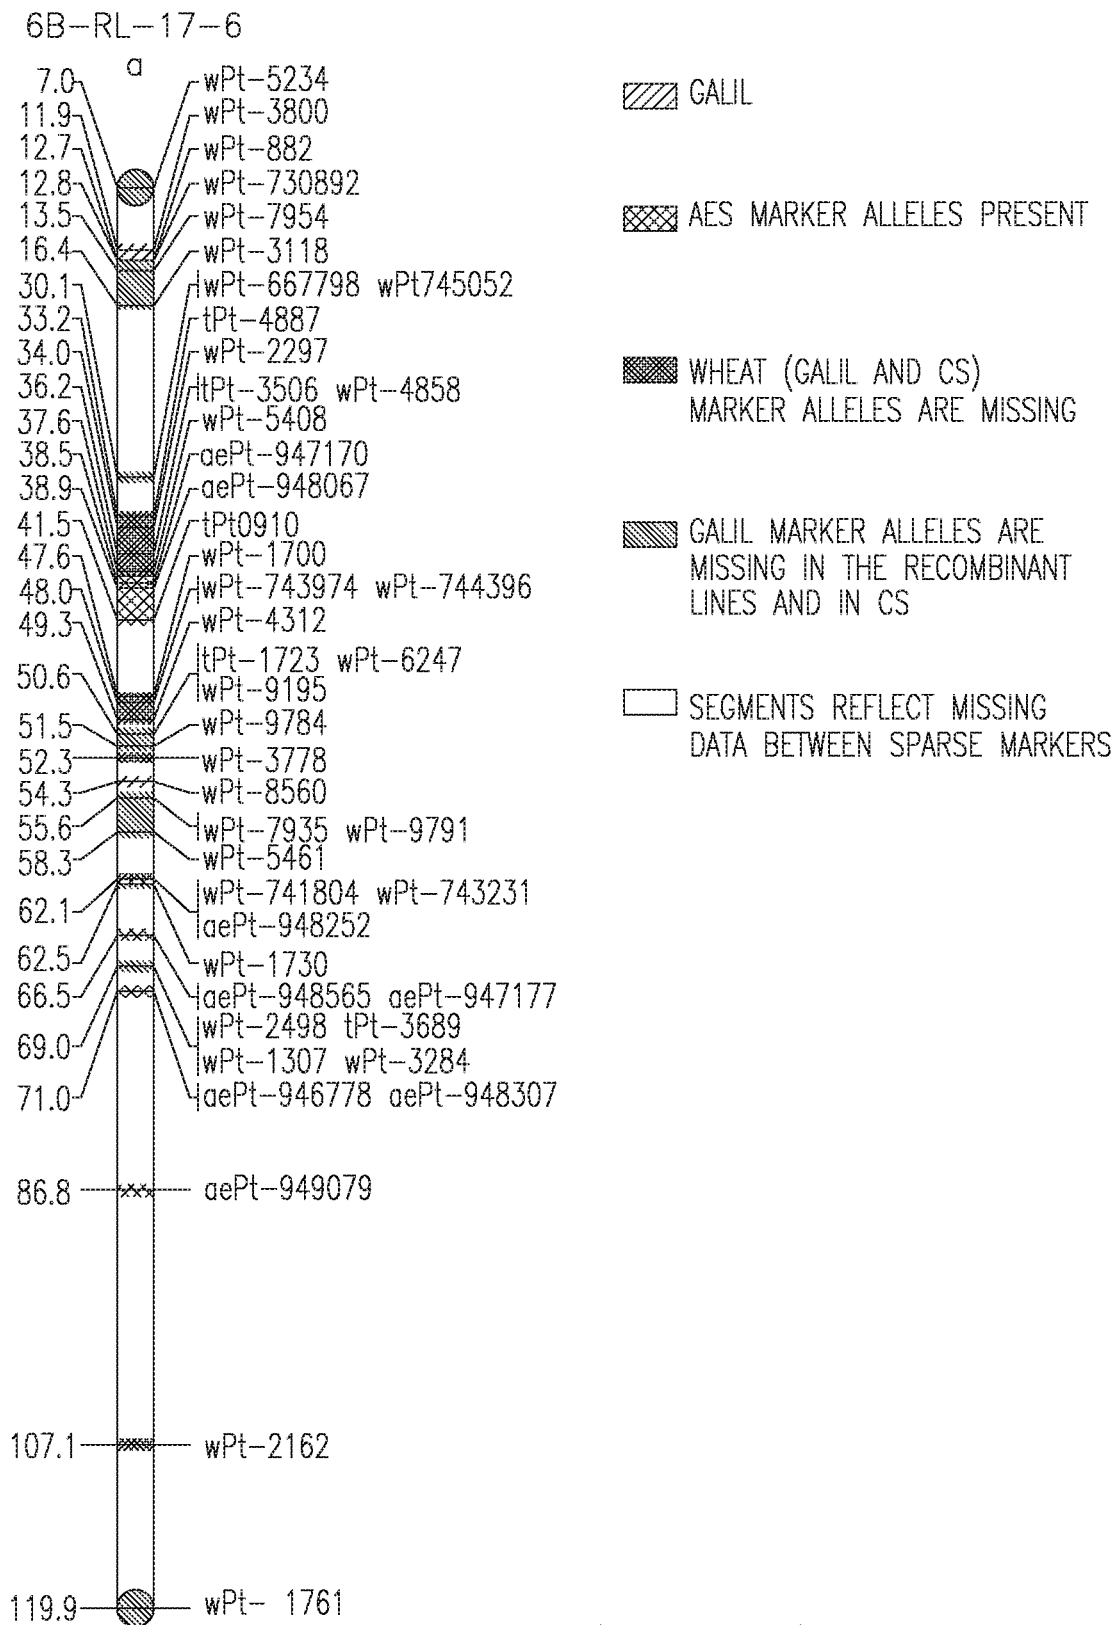 6B-RL-17-6
a
7.0 wPt-5234
11.9 wPt-3800
12.7 wPt-882
12.8 wPt-730892
13.5 wPt-7954
16.4 wPt-3118
30.1 wPt-667798 wPt745052
33.2 tPt-4887
34.0 wPt-2297
36.2 tPt-3506 wPt-4858
37.6 wPt-5408
38.5 aePt-947170
38.9 aePt-948067
41.5 tPt0910
47.6 wPt-1700
48.0 wPt-743974 wPt-744396
49.3 wPt-4312
50.6 tPt-1723 wPt-6247
wPt-9195
51.5 wPt-9784
52.3 wPt-3778
54.3 wPt-8560
55.6 wPt-7935 wPt-9791
58.3 wPt-5461
62.1 wPt-741804 wPt-743231
aePt-948252
62.5 wPt-1730
66.5 aePt-948565 aePt-947177
69.0 wPt-2498 tPt-3689
wPt-1307 wPt-3284
71.0 aePt-946778 aePt-948307
86.8 aePt-949079
107.1 wPt-2162
119.9 wPt- 1761
GALIL
AES MARKER ALLELES PRESENT
WHEAT (GALIL AND CS)
MARKER ALLELES ARE MISSING
GALIL MARKER ALLELES ARE
MISSING IN THE RECOMBINANT
LINES AND IN CS
SEGMENTS REFLECT MISSING
DATA BETWEEN SPARSE MARKERS